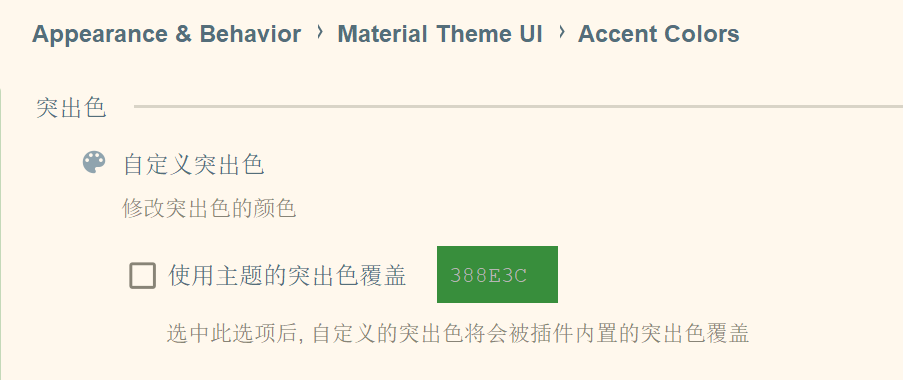 Appearance & Behavior › Material Theme UI › Accent Colors
突出色
自定义突出色
修改突出色的颜色
使用主题的突出色覆盖 388E3C
选中此选项后, 自定义的突出色将会被插件内置的突出色覆盖